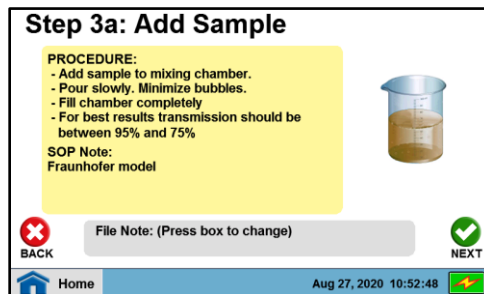 Step 3a: Add Sample
PROCEDURE:
- Add sample to mixing chamber.
- Pour slowly. Minimize bubbles.
- Fill chamber completely
- For best results transmission should be
between 95% and 75%
SOP Note:
Fraunhofer model
File Note: (Press box to change)
BACK
NEXT
Home
Aug 27, 2020 10:52:48